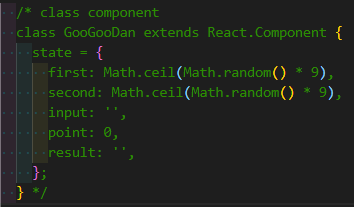 /* class component
class GooGooDan extends React.Component {
state = {
first: Math.ceil(Math.random() * 9),
second: Math.ceil(Math.random() * 9),
input: '',
point: 0,
result: '',
};
} */